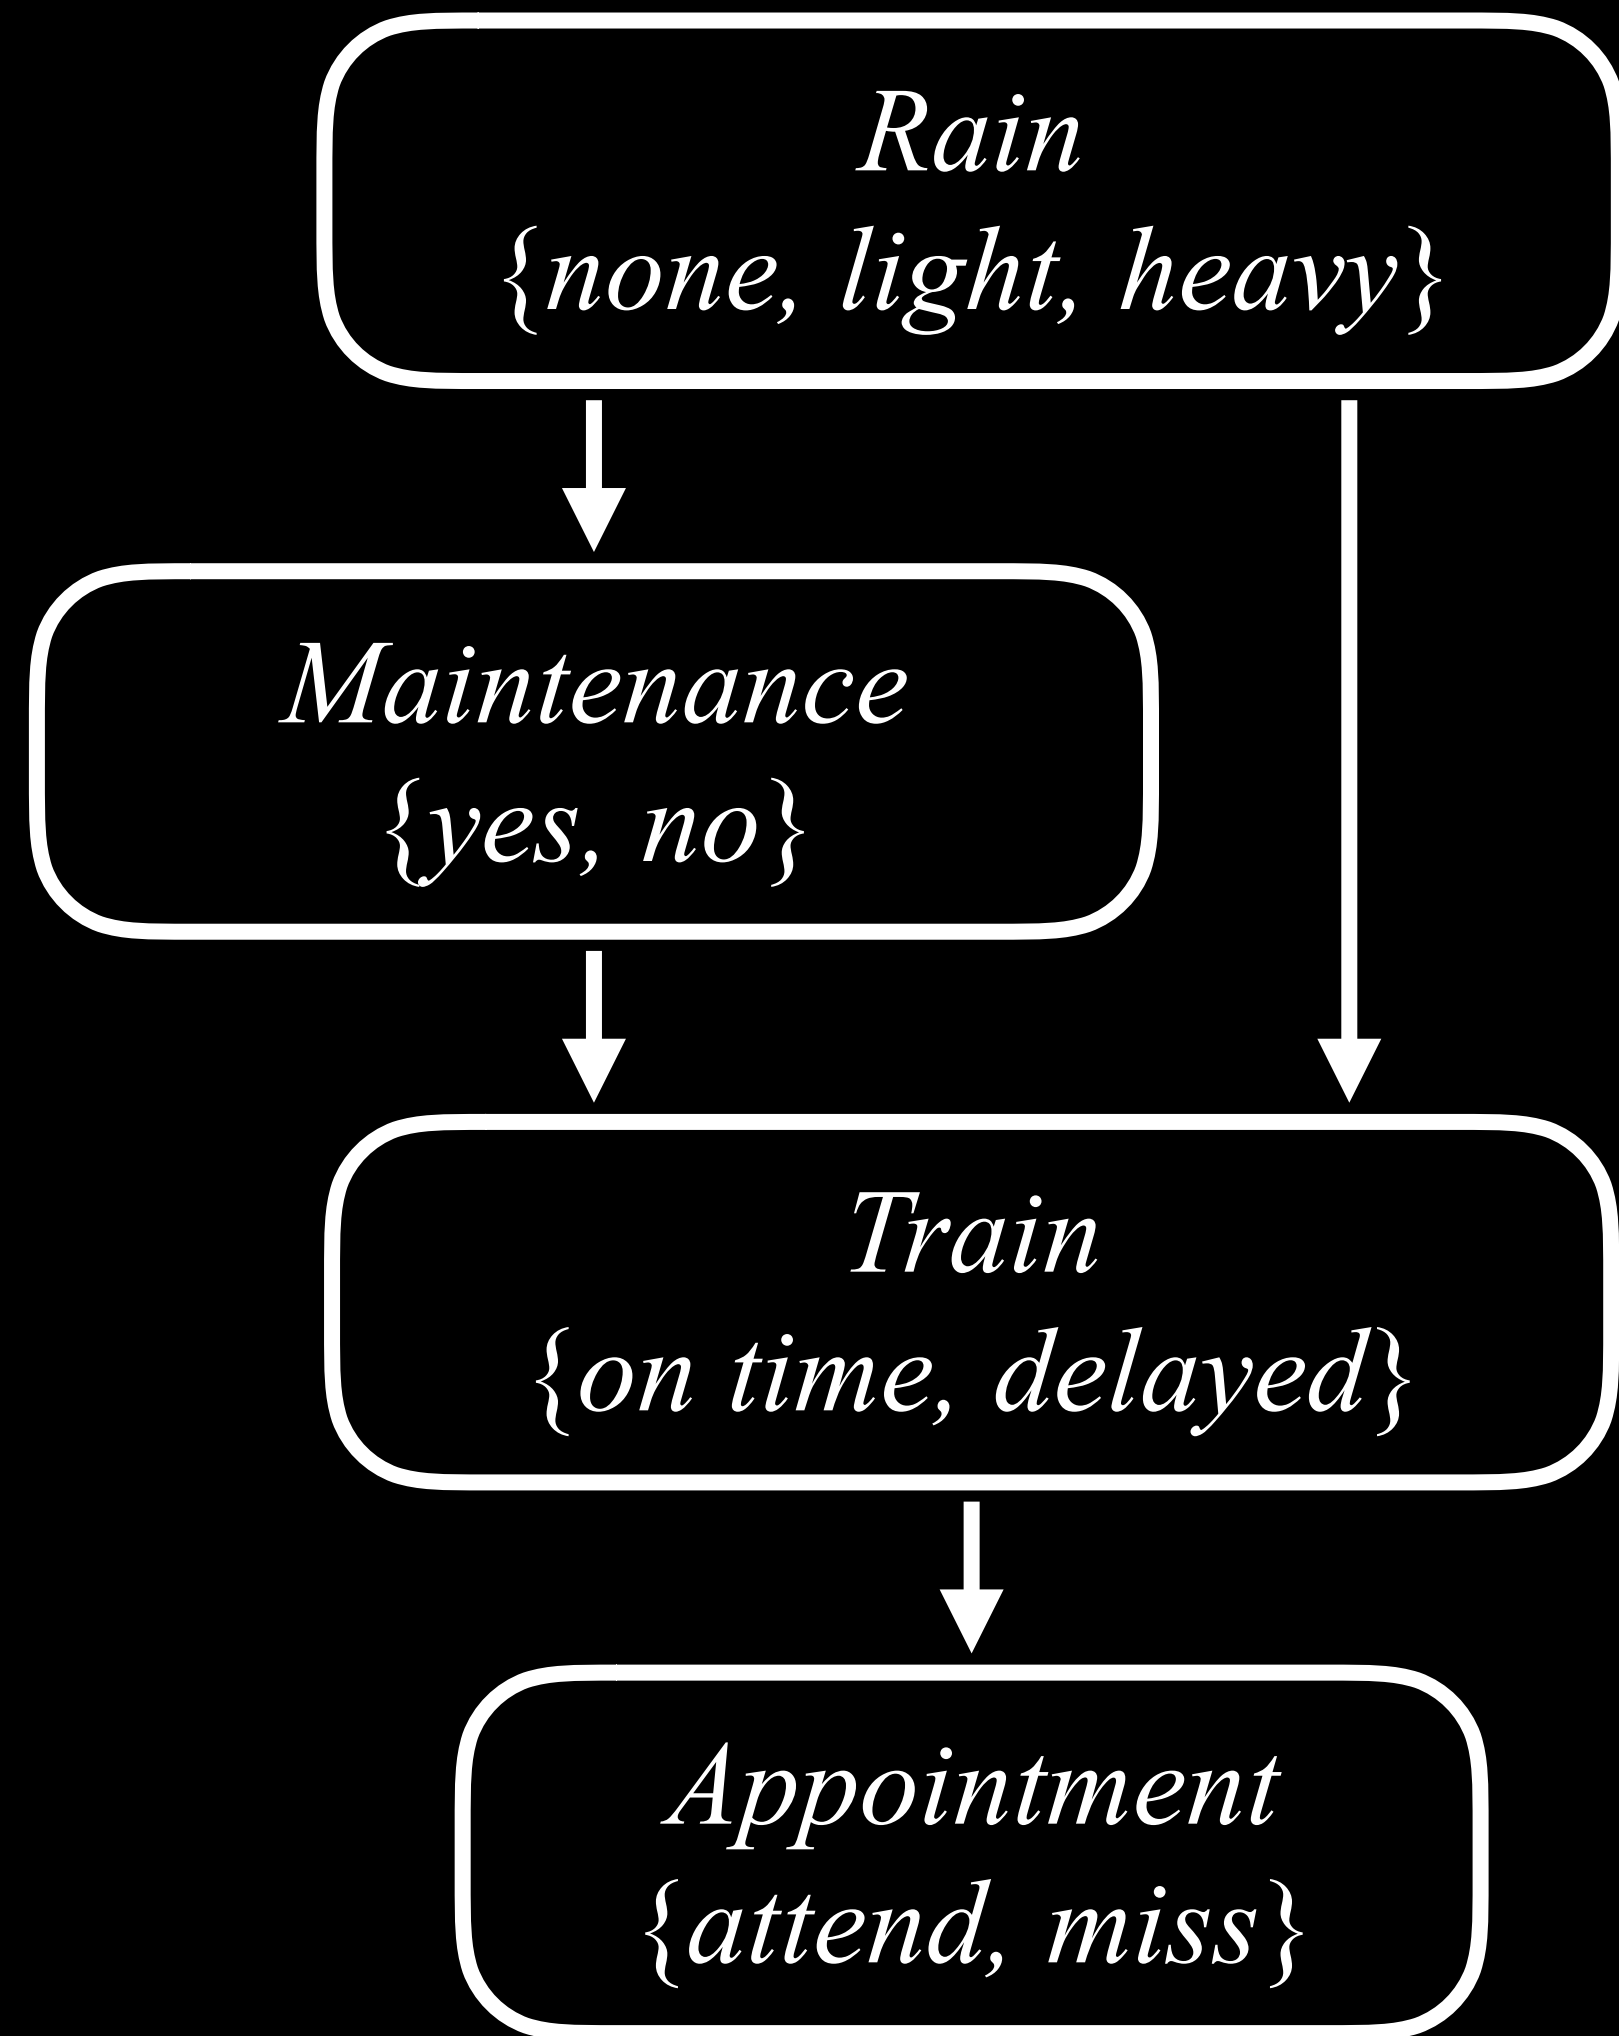 Rain
{none, light, heavy}
Maintenance
{yes, no}
Train
{on time, delayed}
Appointment
{attend, miss}